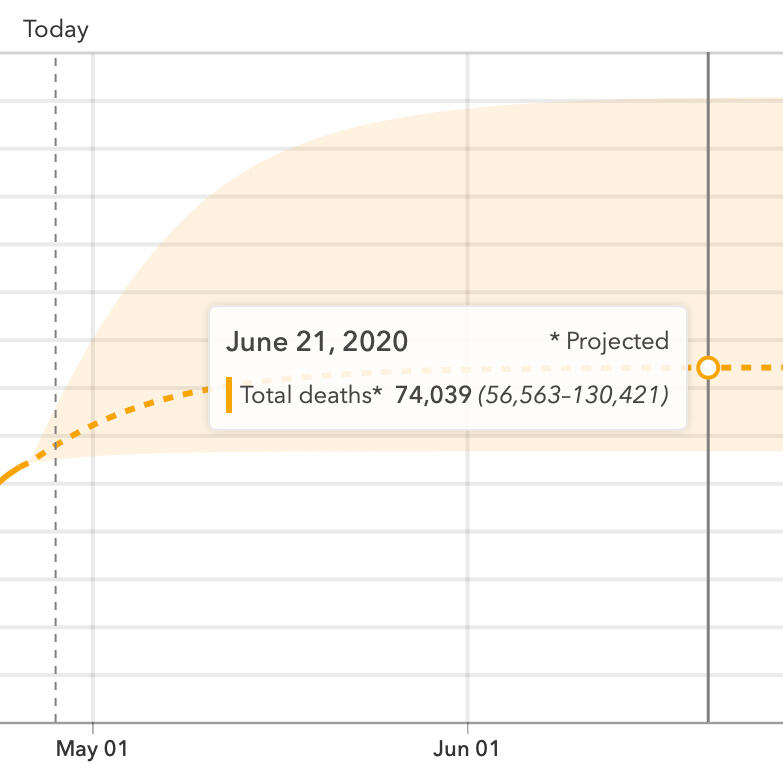 Today
June 21, 2020 * Projected
Total deaths* 74,039 (56,563–130,421)
May 01 Jun 01